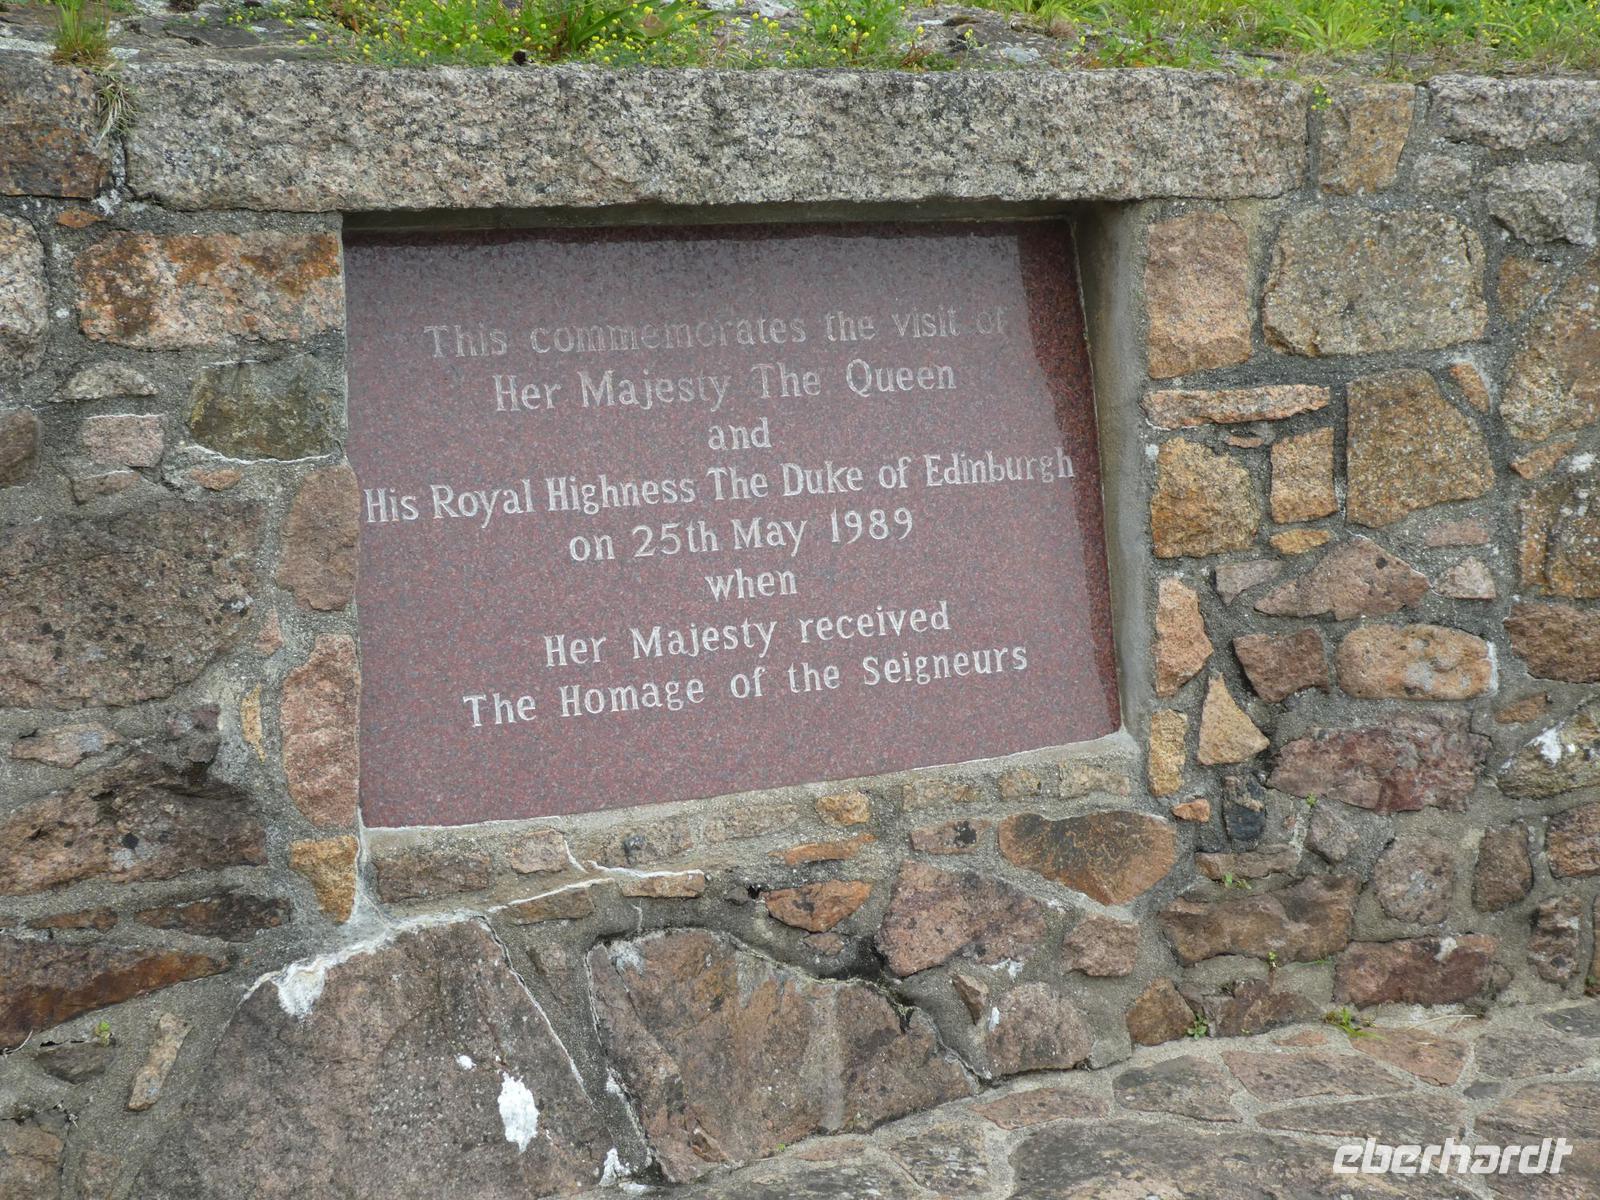 This commemorates the visit of
Her Majesty The Queen
and
His Royal Highness The Duke of Edinburgh
on 25th May 1989
when
Her Majesty received
The Homage of the Seigneurs
eberhardt